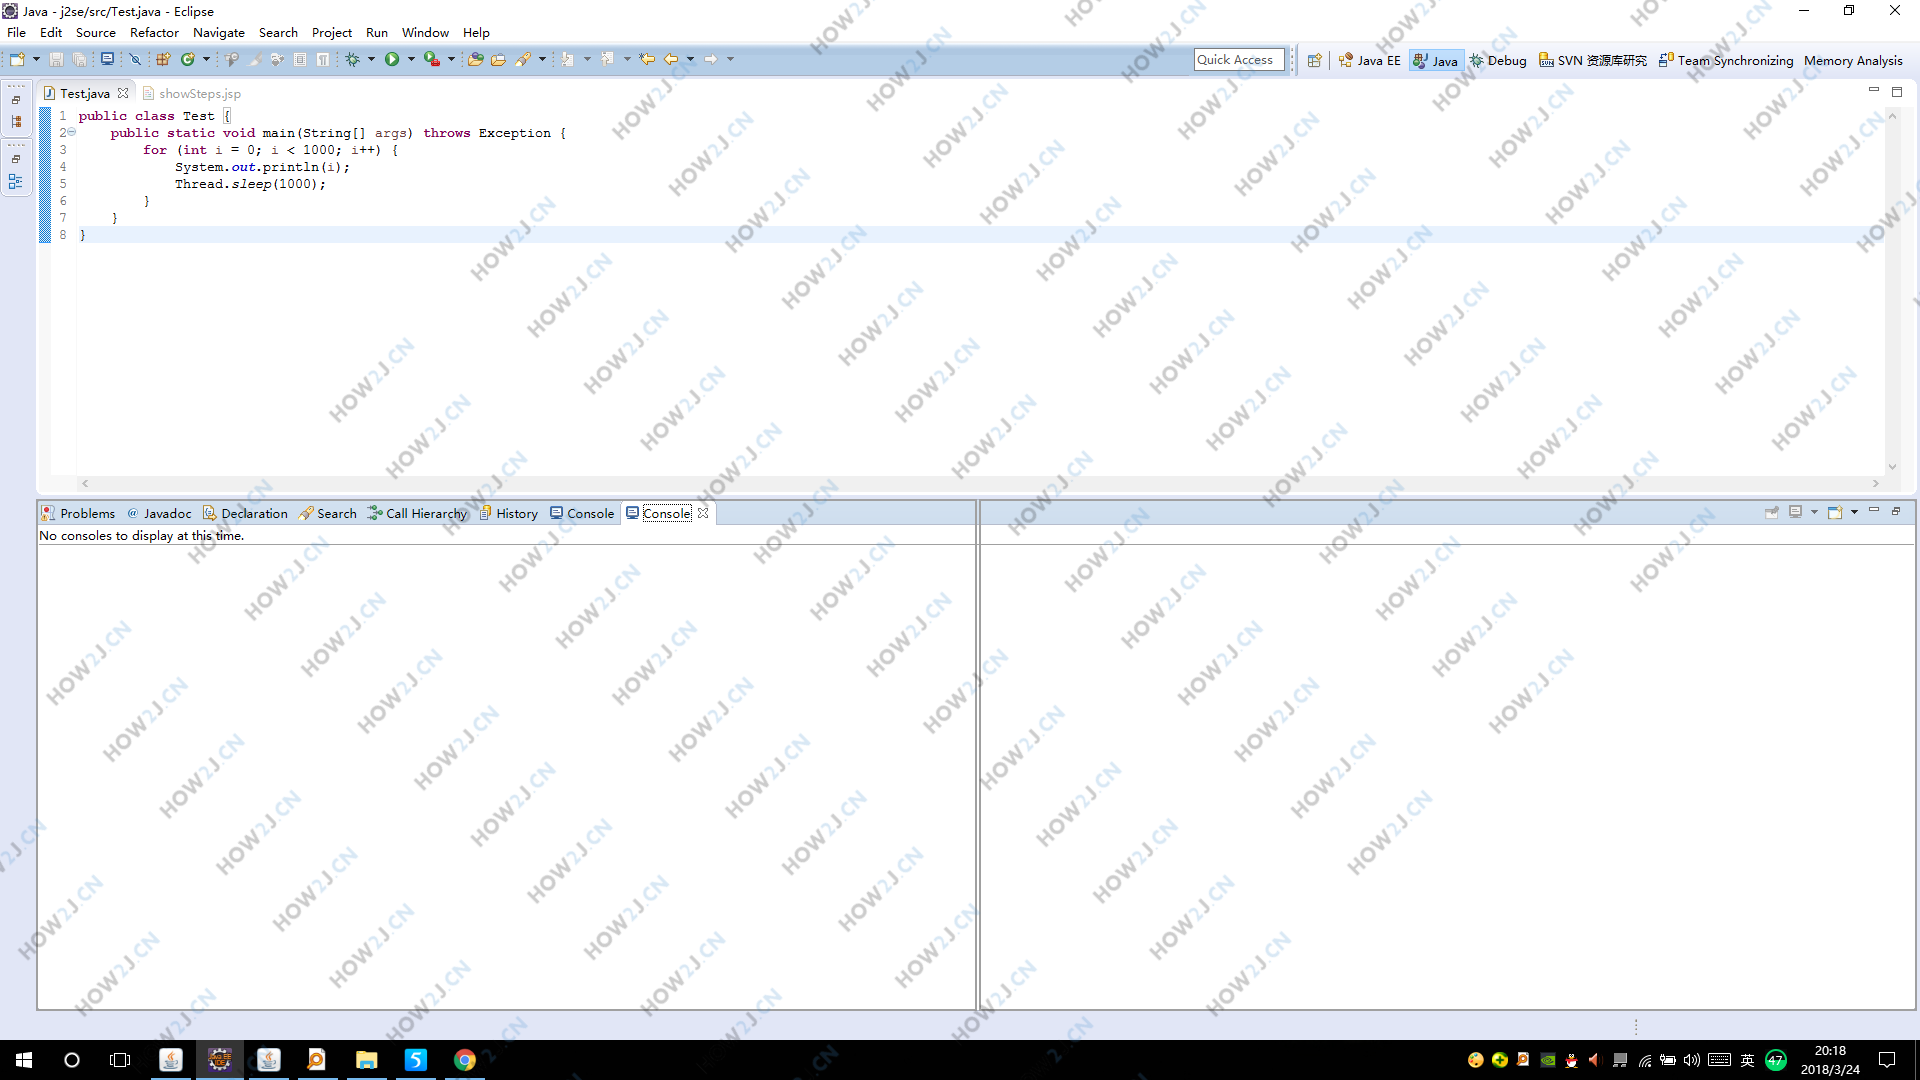 Java - j2se/src/Test.java - Eclipse
File Edit Source Refactor Navigate Search Project Run Window Help
Quick Access Java EE Java Debug SVN 资源库研究 Team Synchronizing Memory Analysis
Test.java showSteps.jsp
1 public class Test {
2 public static void main(String[] args) throws Exception {
3 for (int i = 0; i < 1000; i++) {
4 System.out.println(i);
5 Thread.sleep(1000);
6 }
7 }
8 }
Problems @ Javadoc Declaration Search Call Hierarchy History Console Console
No consoles to display at this time.
HOW2J.CN
英 47 20:18
2018/3/24